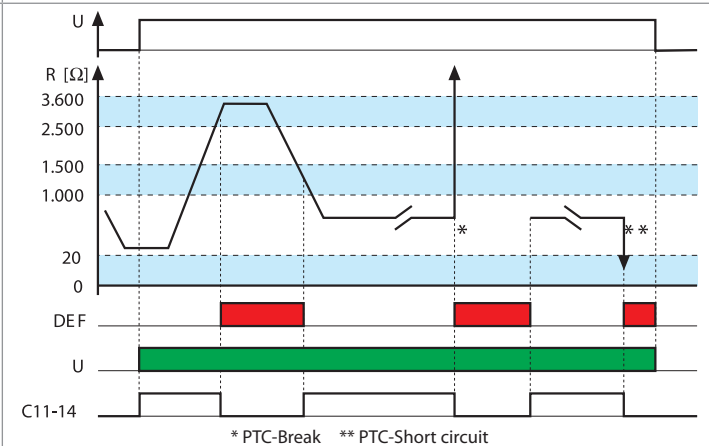 U
R [Ω]
3.600
2.500
1.500
1.000
*
**
20
0
DEF
U
C11-14
* PTC-Break ** PTC-Short circuit